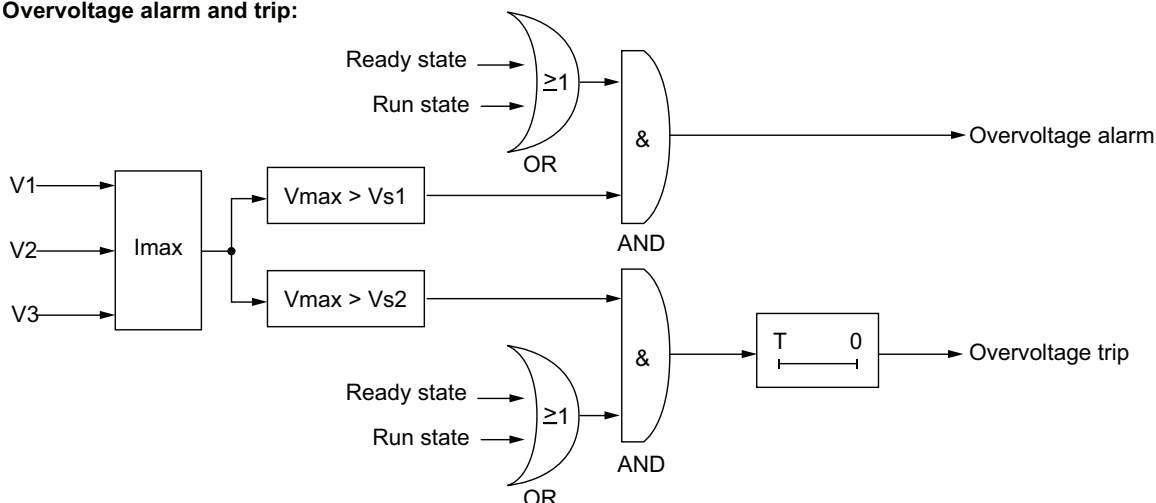 Overvoltage alarm and trip:
Ready state
Run state
≥1
OR
&
AND
Overvoltage alarm
V1
V2
V3
Imax
Vmax > Vs1
Vmax > Vs2
Ready state
Run state
≥1
OR
&
AND
T 0
Overvoltage trip